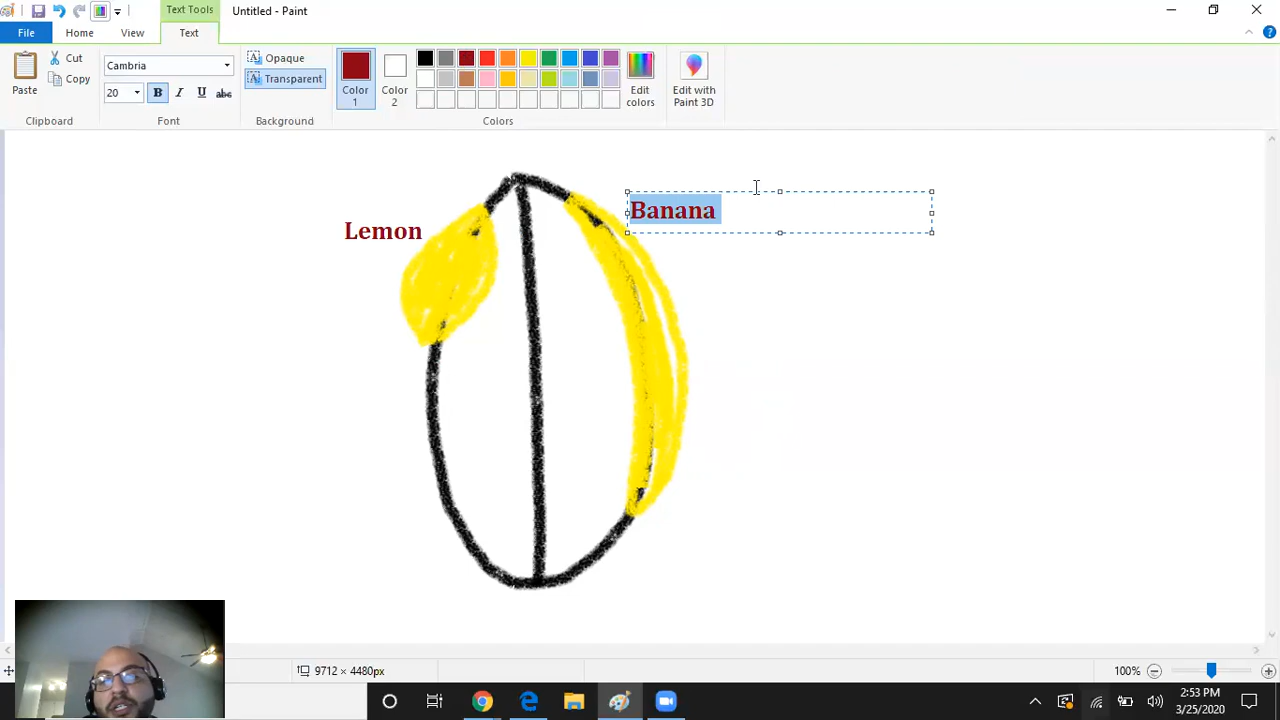 Text Tools
Untitled - Paint
File
Home
View
Text
Paste
Cut
Copy
Clipboard
Cambria
20
B I U abc
Font
Opaque
Transparent
Background
Color 1
Color 2
Colors
Edit colors
Edit with Paint 3D
Lemon
Banana
9712 × 4480px
100%
2:53 PM
3/25/2020